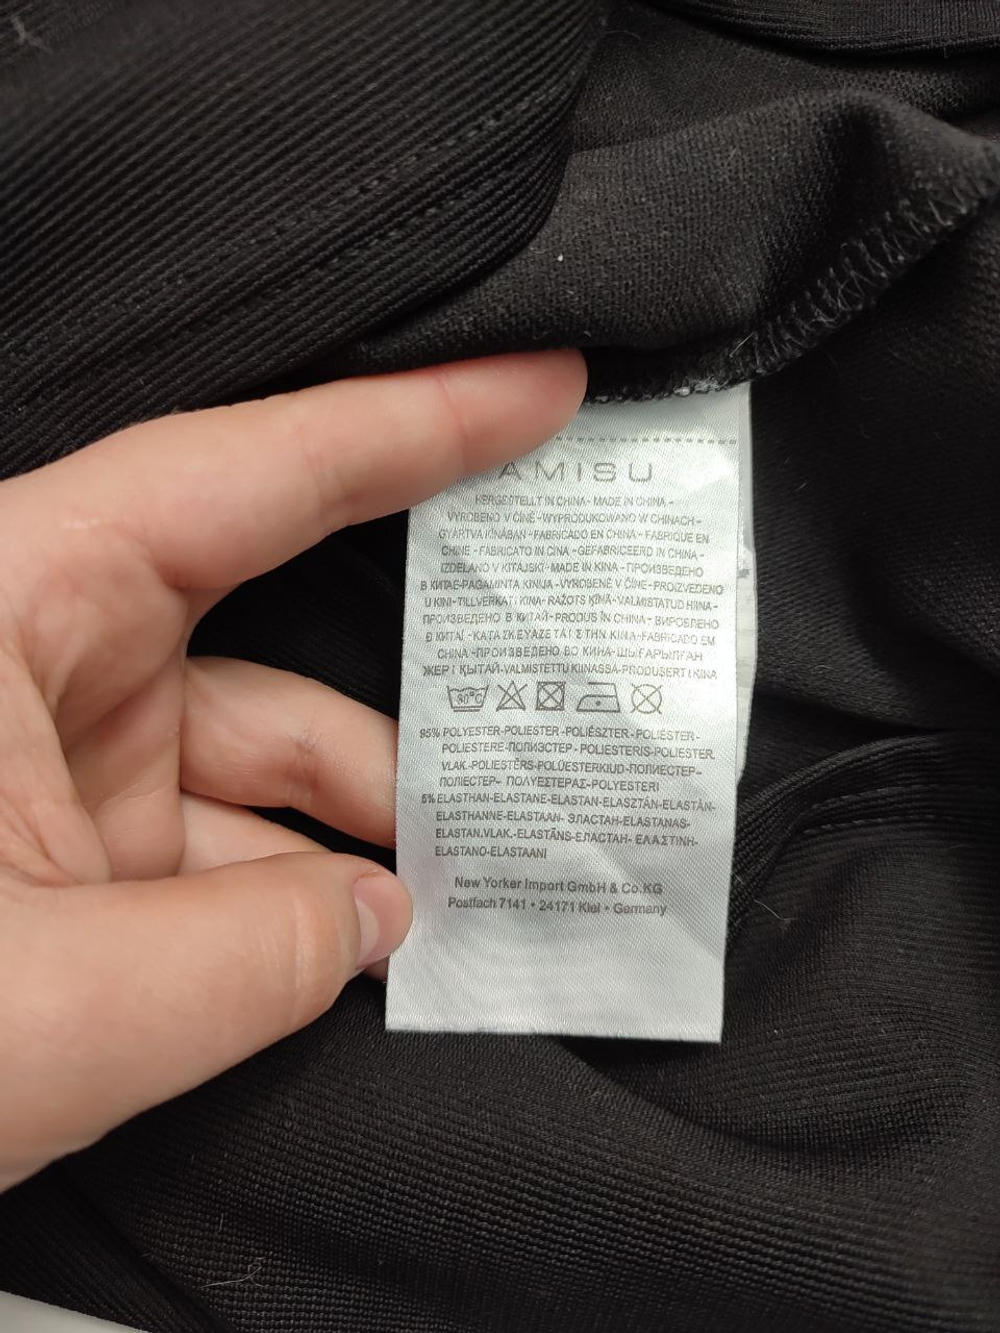 AMISU
HERGESTELLT IN CHINA - MADE IN CHINA -
VYROBENO V ČÍNĚ - WYPRODUKOWANO W CHINACH -
GYÁRTVA KÍNÁBAN - FABRICADO EN CHINA - FABRIQUE EN
CHINE - FABRICATO IN CINA - GEFABRICEERD IN CHINA -
IZDELANO V KITAJSKI - MADE IN KINA - ПРОИЗВЕДЕНО
В КИТАЕ-PAGAMINTA KINIJA - VYROBENÉ V ČÍNE - PROIZVEDENO
U KINI - TILLVERKAT I KINA - RAŽOTS ĶĪNĀ - VALMISTATUD HIINA -
ПРОИЗВЕДЕНО В КИТАЙ - PRODUS ÎN CHINA - ВИРОБЛЕНО
В КИТАЇ - ΚΑΤΑΣΚΕΥΑΖΕΤΑΙ ΣΤΗΝ ΚΙΝΑ - FABRICADO EM
CHINA - ПРОИЗВЕДЕНО ВО КИНА - ШЫҒАРЫЛҒАН
ЖЕР І ҚЫТАЙ - VALMISTETTU KIINASSA - PRODUSERT I KINA
30°C
95% POLYESTER-POLIESTER -POLIÉSZTER- POLIÉSTER-
POLIESTERE-ПОЛИЭСТЕР - POLIESTERIS-POLIESTER.
VLAK.-POLIESTĒRS-POLÜESTERKIUD-ПОЛИЕСТЕР-
ПОЛІЕСТЕР- ΠΟΛΥΕΣΤΕΡΑΣ-POLYESTERI
5% ELASTHAN-ELASTANE-ELASTAN-ELASZTÁN-ELASTÁN-
ELASTHANNE-ELASTAAN- ЭЛАСТАН-ELASTANAS-
ELASTAN.VLAK.-ELASTĀNS-ЕЛАСТАН- ΕΛΑΣΤΙΝΗ-
ELASTANO-ELASTAANI
New Yorker Import GmbH & Co.KG
Postfach 7141 • 24171 Kiel • Germany